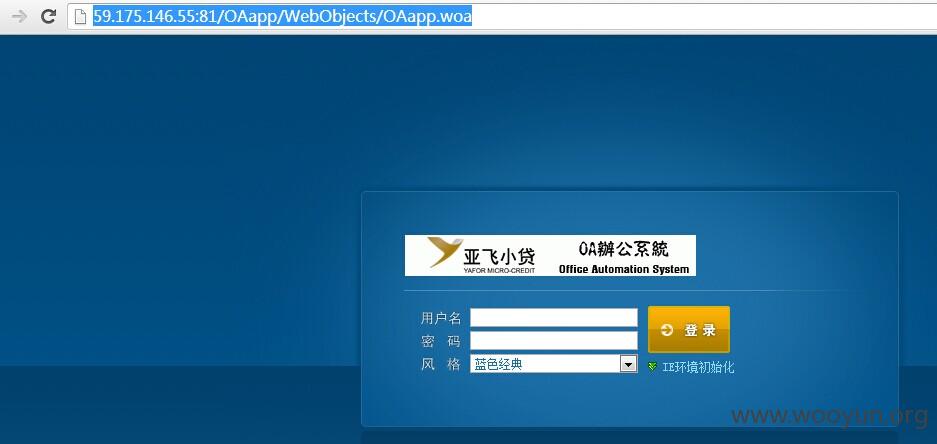 59.175.146.55:81/OAapp/WebObjects/OAapp.woa
亚飞小贷 OA辦公系統
YAFOR MICRO-CREDIT Office Automation System
用户名
登 录
密 码
风 格 蓝色经典 IE环境初始化
www.wooyun.org